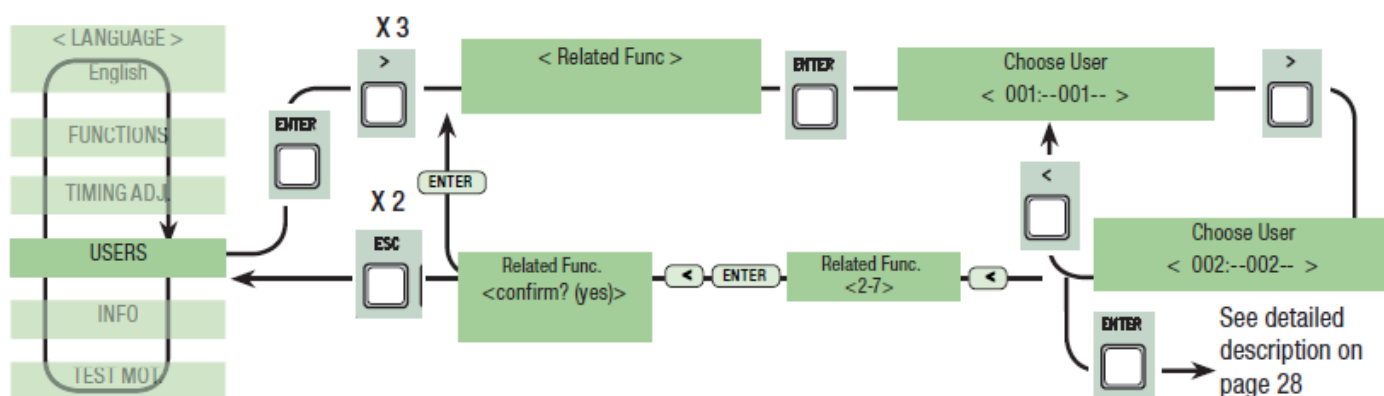 < LANGUAGE >
English
FUNCTIONS
TIMING ADJ.
USERS
INFO
TEST MOT.
ENTER
X 3
>
< Related Func >
ENTER
Choose User
< 001:--001-- >
>
<
Choose User
< 002:--002-- >
ENTER
See detailed
description on
page 28
<
Related Func.
<2-7>
ENTER
<
Related Func.
<confirm? (yes)>
ENTER
X 2
ESC